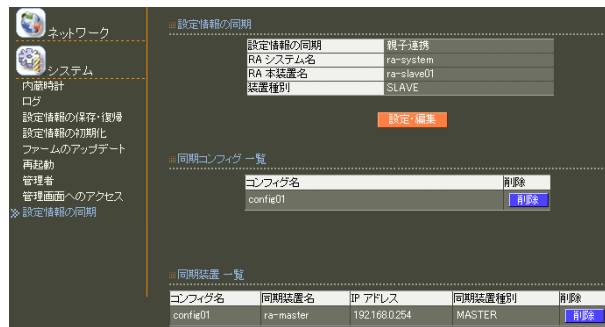 ネットワーク
システム
内蔵時計
ログ
設定情報の保存・復帰
設定情報の初期化
ファームのアップデート
再起動
管理者
管理画面へのアクセス
設定情報の同期
設定情報の同期
設定情報の同期 親子連携
RA システム名 ra-system
RA 本装置名 ra-slave01
装置種別 SLAVE
設定・編集
同期コンフィグ 一覧
コンフィグ名 削除
config01 削除
同期装置 一覧
コンフィグ名 同期装置名 IP アドレス 同期装置種別 削除
config01 ra-master 192.168.0.254 MASTER 削除